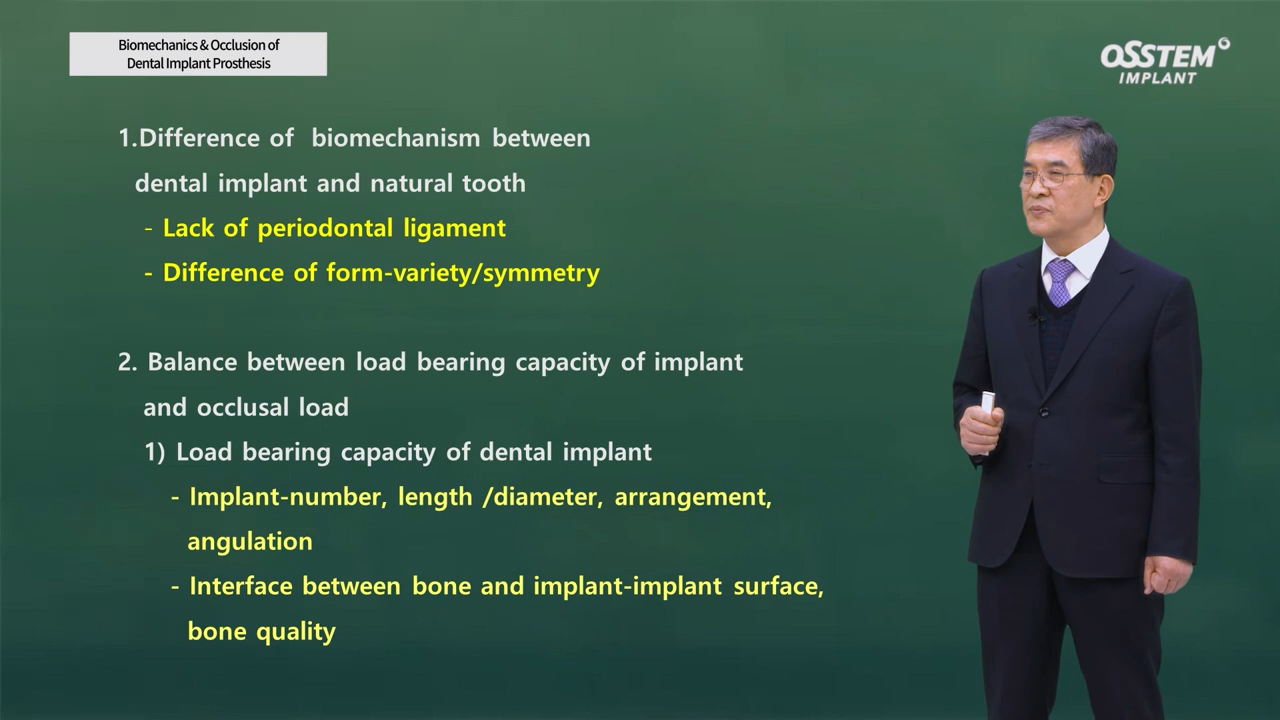 Biomechanics & Occlusion of
Dental Implant Prosthesis
OSSTEM
IMPLANT
1.Difference of biomechanism between
dental implant and natural tooth
- Lack of periodontal ligament
- Difference of form-variety/symmetry
2. Balance between load bearing capacity of implant
and occlusal load
1) Load bearing capacity of dental implant
- Implant-number, length /diameter, arrangement,
angulation
- Interface between bone and implant-implant surface,
bone quality